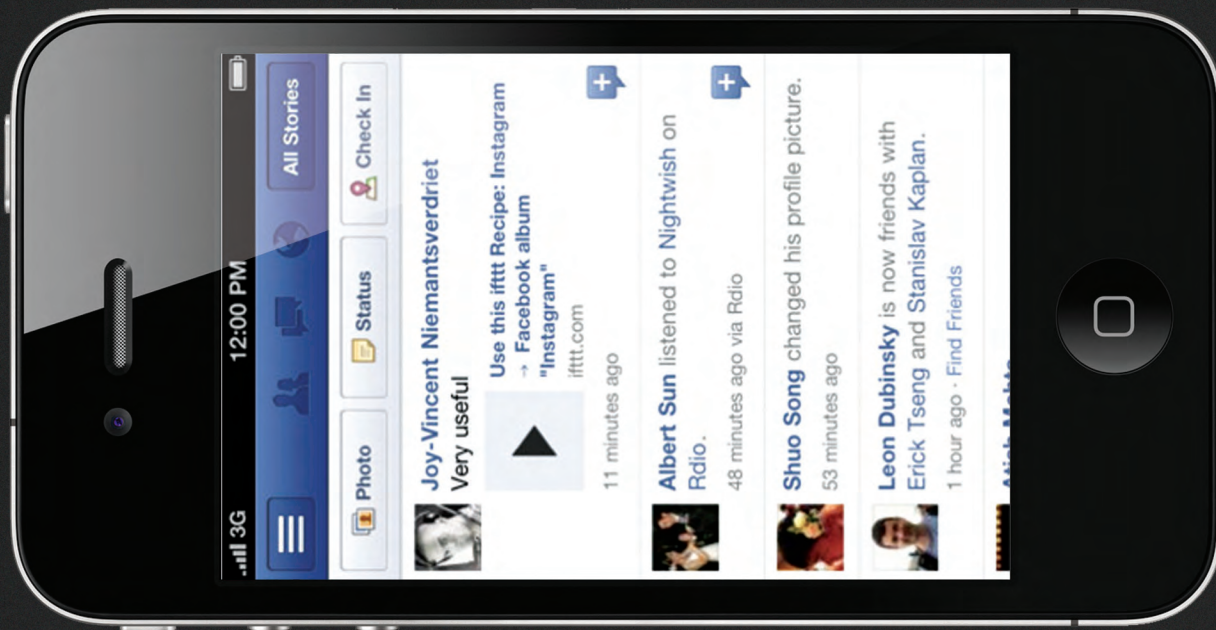 3G 12:00 PM
All Stories
Photo Status Check In
Joy-Vincent Niemantsverdriet
Very useful
Use this ifttt Recipe: Instagram
→ Facebook album
"Instagram"
ifttt.com
11 minutes ago
Albert Sun listened to Nightwish on
Rdio.
48 minutes ago via Rdio
Shuo Song changed his profile picture.
53 minutes ago
Leon Dubinsky is now friends with
Erick Tseng and Stanislav Kaplan.
1 hour ago · Find Friends